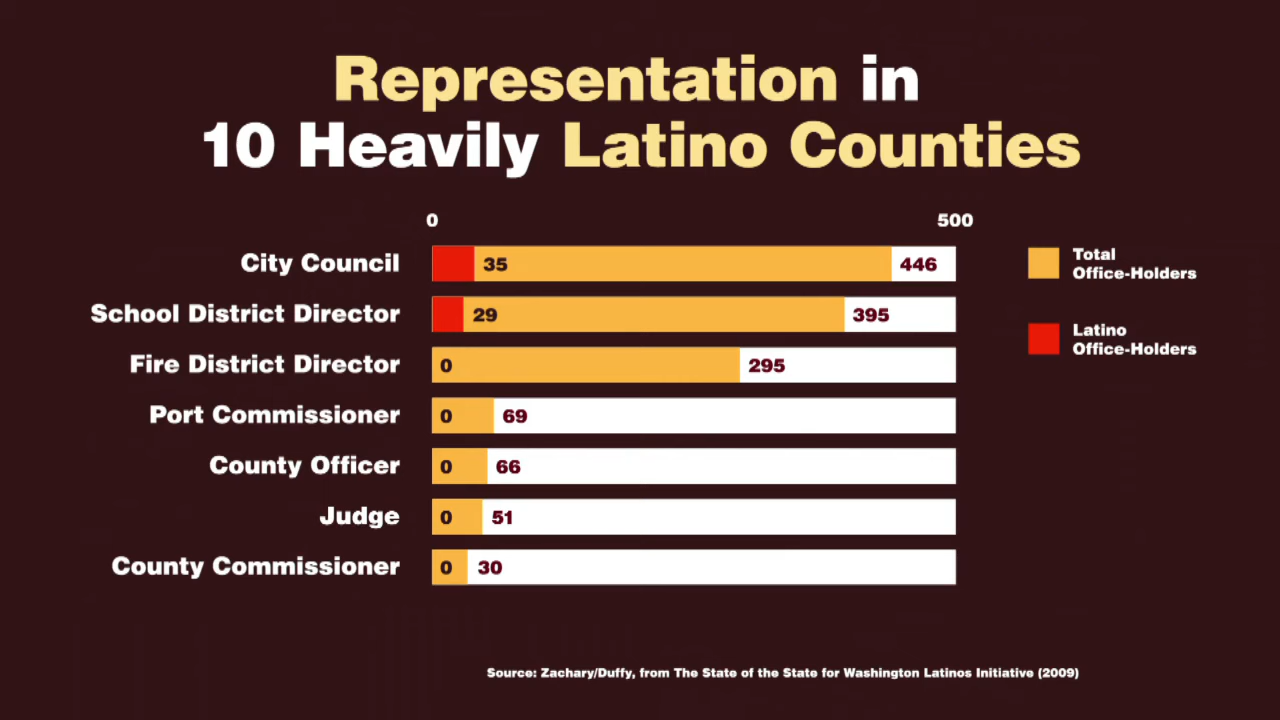 Representation in
10 Heavily Latino Counties
0 500
City Council 35 446
School District Director 29 395
Fire District Director 0 295
Port Commissioner 0 69
County Officer 0 66
Judge 0 51
County Commissioner 0 30
Total
Office-Holders
Latino
Office-Holders
Source: Zachary/Duffy, from The State of the State for Washington Latinos Initiative (2009)